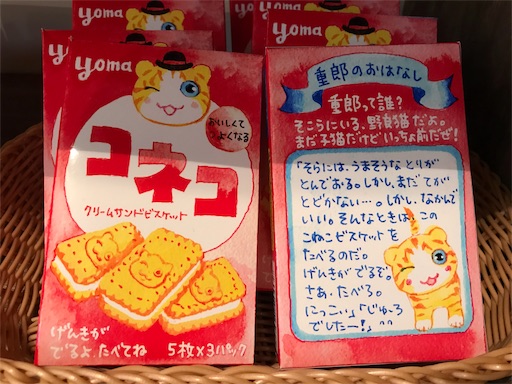 yoma
yoma
yoma
yoma
おいしくて
よくなる
コネコ
クリームサンドビスケット
げんきが
でるよ、たべてね
5枚×3パック
重郎のおはなし
重郎って誰?
そこらにいる、野良猫だよ。
まだ子猫だけどいっちょ前だぜ!
「そらには、うまそうな とりが
とんでおる。しかし、まだ てが
とどかない…。しかし、なかんで
いい。そんなときは、この
こねこビスケットを
たべるのだ。
げんきがでるぞ。
さあ、たべろ。
にっこい」「じゅーろ
でしたー!」^^